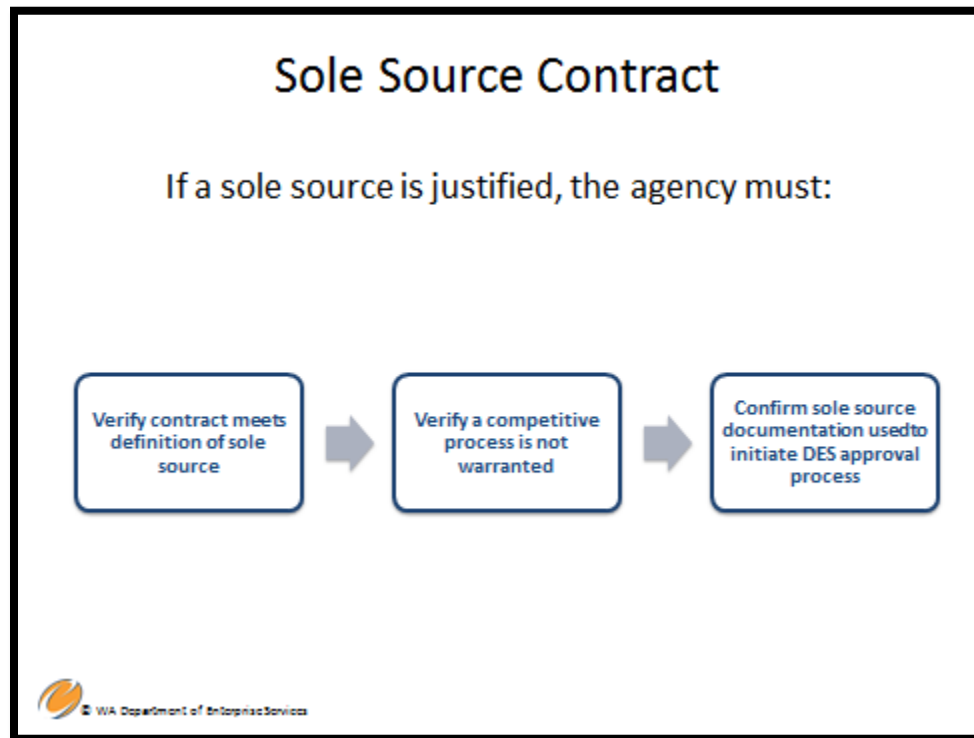 Sole Source Contract
If a sole source is justified, the agency must:
Verify contract meets
definition of sole
source
Verify a competitive
process is not
warranted
Confirm sole source
documentation usedto
initiate DES approval
process
© WA Department of Enterprise Services